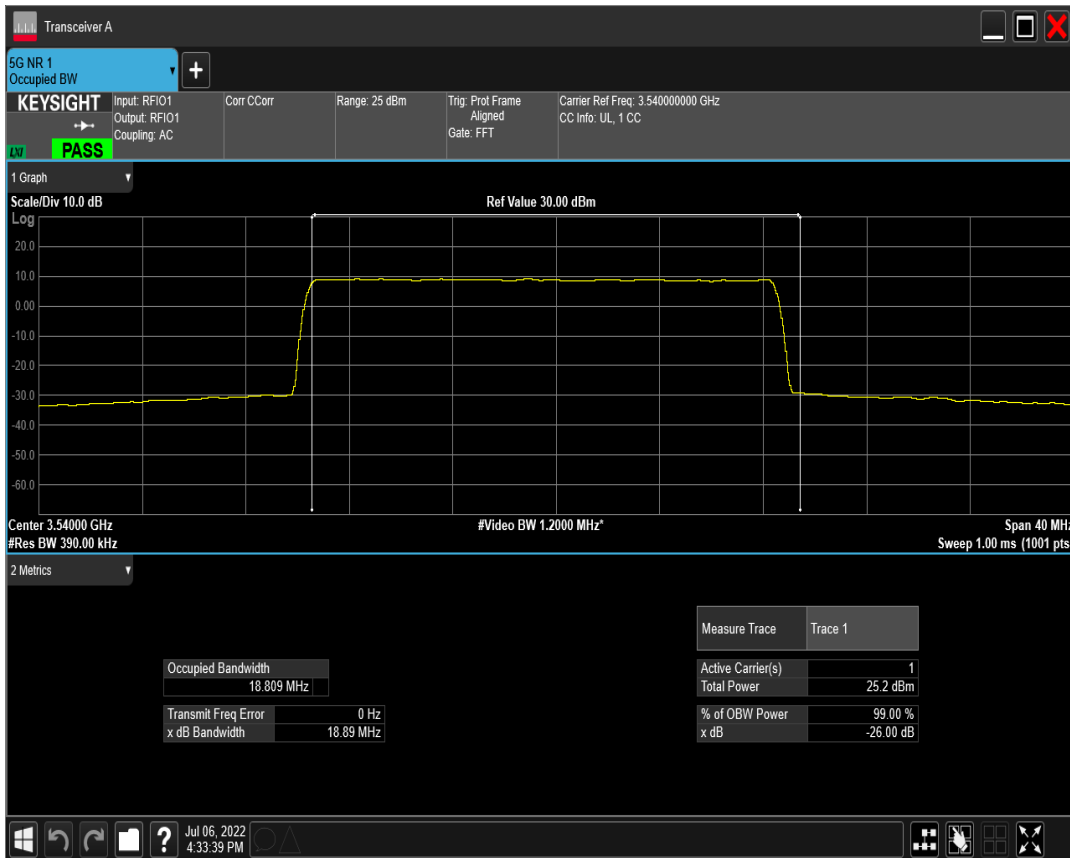 Transceiver A
5G NR 1
Occupied BW
+
KEYSIGHT
LXI
PASS
Input: RFIO1
Output: RFIO1
Coupling: AC
Corr CCorr
Range: 25 dBm
Trig: Prot Frame
Aligned
Gate: FFT
Carrier Ref Freq: 3.540000000 GHz
CC Info: UL, 1 CC
1 Graph
Scale/Div 10.0 dB
Ref Value 30.00 dBm
Log
20.0
10.0
0.00
-10.0
-20.0
-30.0
-40.0
-50.0
-60.0
Center 3.54000 GHz
#Video BW 1.2000 MHz*
Span 40 MHz
#Res BW 390.00 kHz
Sweep 1.00 ms (1001 pts
2 Metrics
Measure Trace Trace 1
Occupied Bandwidth
18.809 MHz
Active Carrier(s) 1
Total Power 25.2 dBm
Transmit Freq Error 0 Hz
x dB Bandwidth 18.89 MHz
% of OBW Power 99.00 %
x dB -26.00 dB
?
Jul 06, 2022
4:33:39 PM